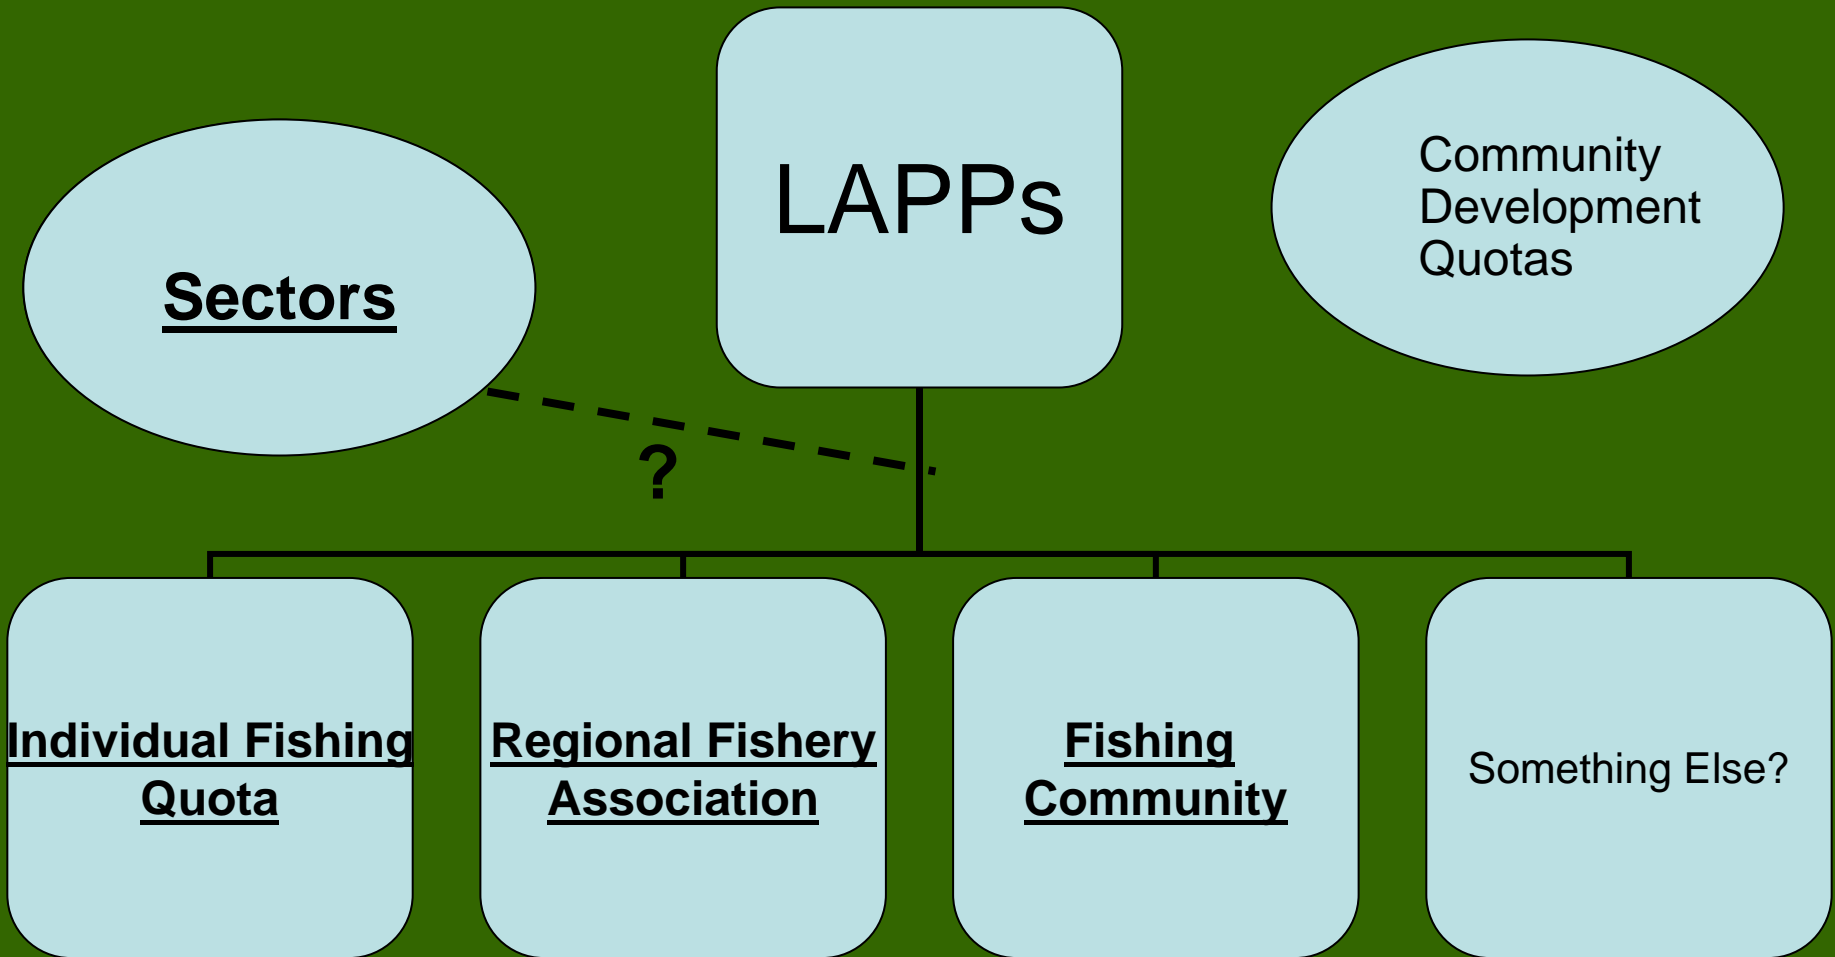 LAPPs
Community
Development
Quotas
Sectors
?
Individual Fishing
Quota
Regional Fishery
Association
Fishing
Community
Something Else?